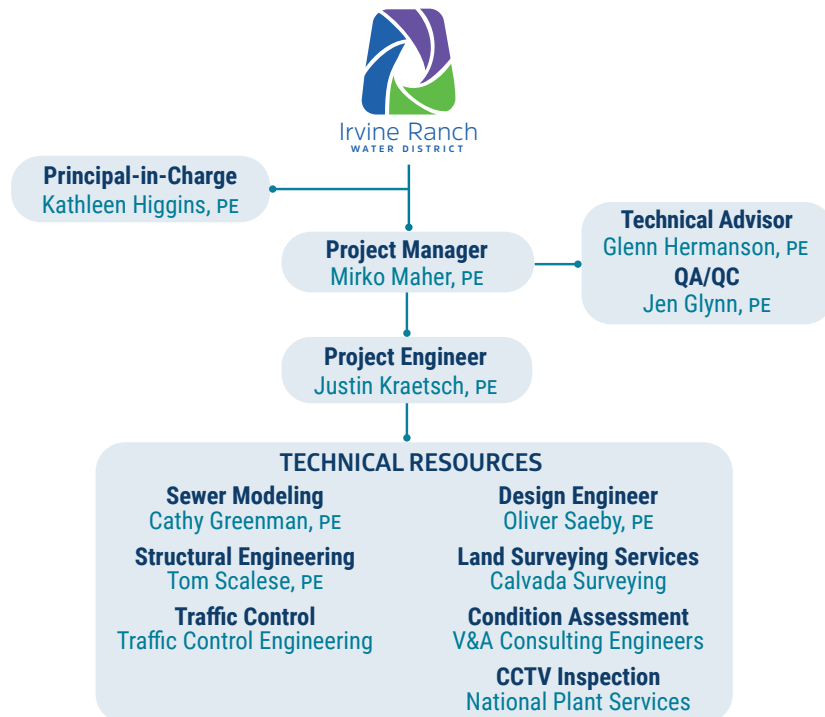 Irvine Ranch
WATER DISTRICT
Principal-in-Charge
Kathleen Higgins, PE
Technical Advisor
Glenn Hermanson, PE
QA/QC
Jen Glynn, PE
Project Manager
Mirko Maher, PE
Project Engineer
Justin Kraetsch, PE
TECHNICAL RESOURCES
Sewer Modeling
Cathy Greenman, PE
Structural Engineering
Tom Scalese, PE
Traffic Control
Traffic Control Engineering
Design Engineer
Oliver Saeby, PE
Land Surveying Services
Calvada Surveying
Condition Assessment
V&A Consulting Engineers
CCTV Inspection
National Plant Services